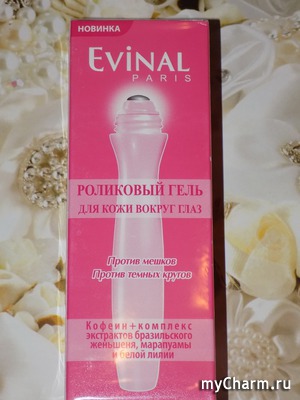 НОВИНКА
EVINAL
PARIS
РОЛИКОВЫЙ ГЕЛЬ
ДЛЯ КОЖИ ВОКРУГ ГЛАЗ
Против мешков
Против темных кругов
Кофеин+комплекс
экстрактов бразильского
женьшеня, марапуамы
и белой лилии
myCharm.ru